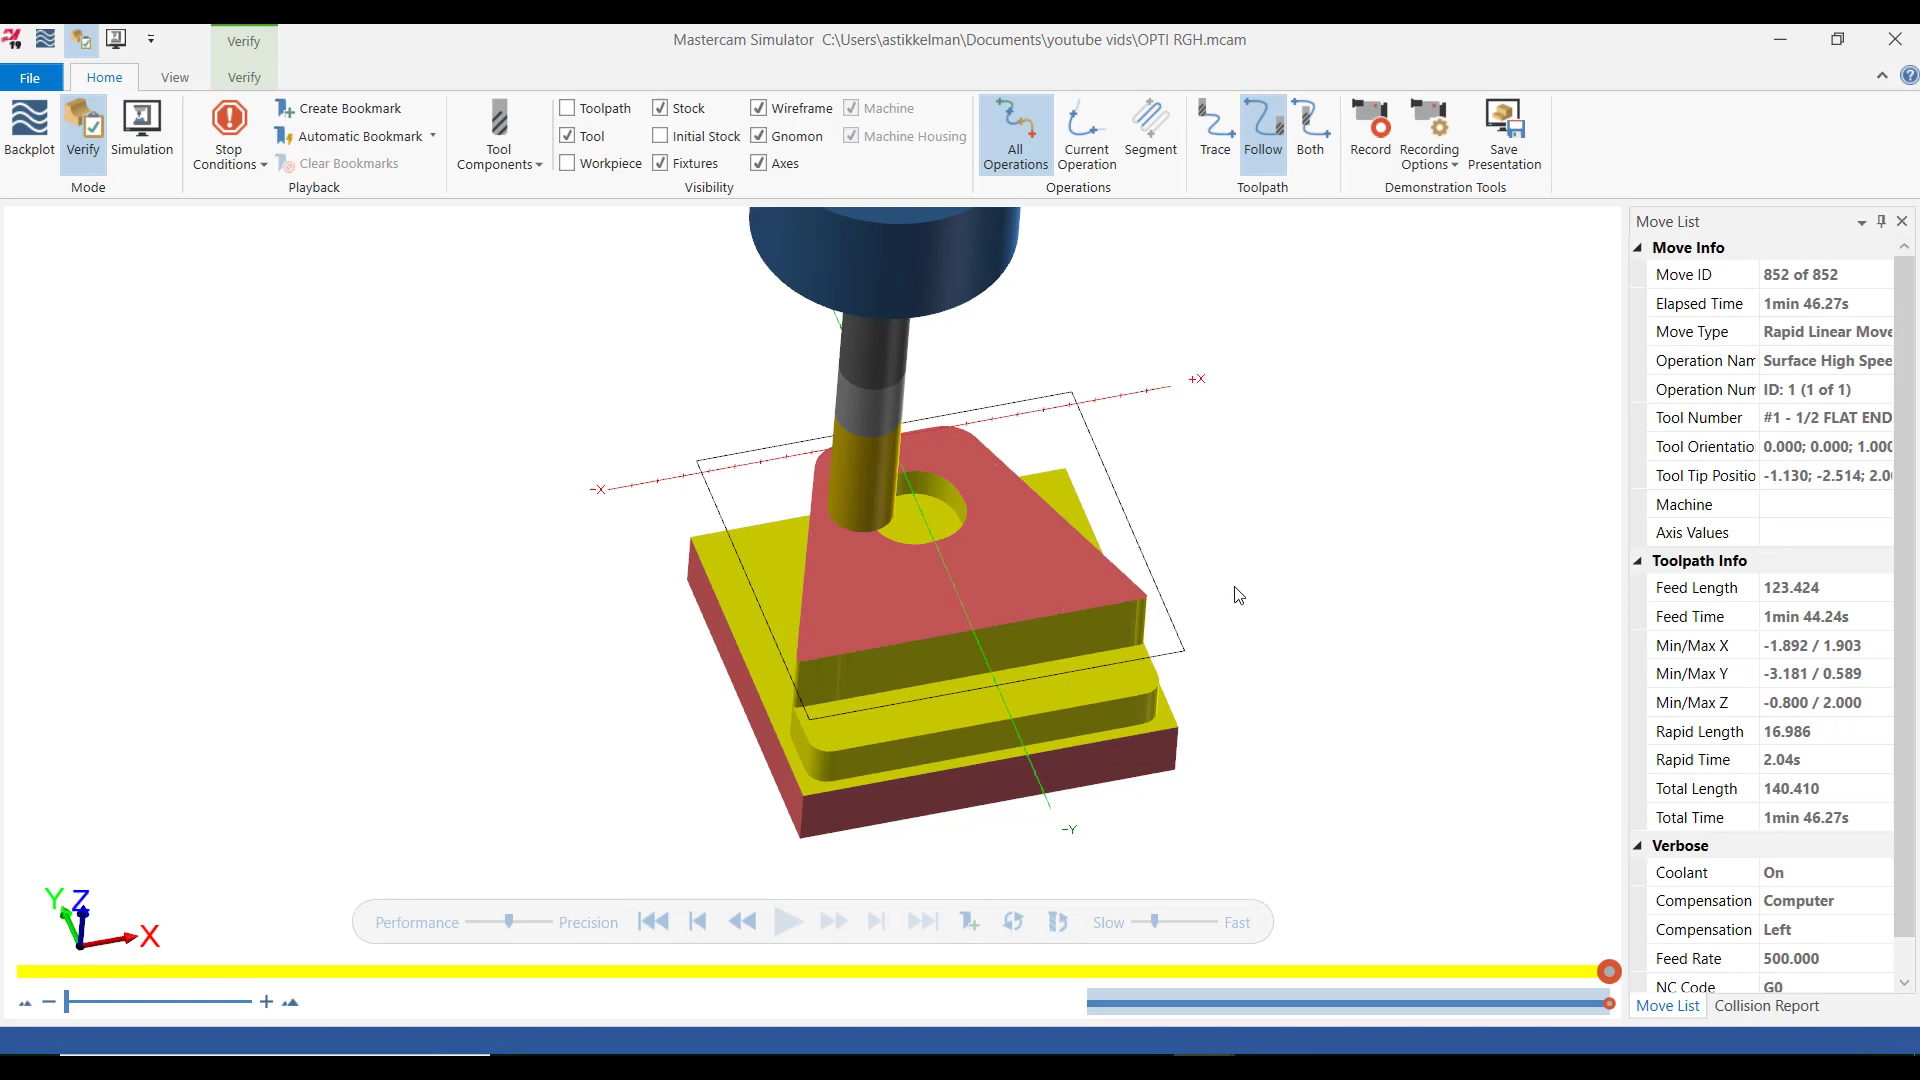 19
Verify
Mastercam Simulator C:\Users\astikkelman\Documents\youtube vids\OPTI RGH.mcam
File
Home
View
Verify
Backplot
Verify
Simulation
Mode
Stop Conditions
Create Bookmark
Automatic Bookmark
Clear Bookmarks
Playback
Tool Components
Toolpath
Tool
Workpiece
Stock
Initial Stock
Fixtures
Wireframe
Gnomon
Axes
Machine
Machine Housing
Visibility
All Operations
Current Operation
Segment
Operations
Trace
Follow
Both
Toolpath
Record
Recording Options
Save Presentation
Demonstration Tools
+X
-X
-Y
Y
Z
X
Performance
Precision
Slow
Fast
Move List
Move Info
Move ID 852 of 852
Elapsed Time 1min 46.27s
Move Type Rapid Linear Move
Operation Nam Surface High Spee
Operation Num ID: 1 (1 of 1)
Tool Number #1 - 1/2 FLAT END
Tool Orientatio 0.000; 0.000; 1.000
Tool Tip Positio -1.130; -2.514; 2.0
Machine
Axis Values
Toolpath Info
Feed Length 123.424
Feed Time 1min 44.24s
Min/Max X -1.892 / 1.903
Min/Max Y -3.181 / 0.589
Min/Max Z -0.800 / 2.000
Rapid Length 16.986
Rapid Time 2.04s
Total Length 140.410
Total Time 1min 46.27s
Verbose
Coolant On
Compensation Computer
Compensation Left
Feed Rate 500.000
NC Code G0
Move List
Collision Report